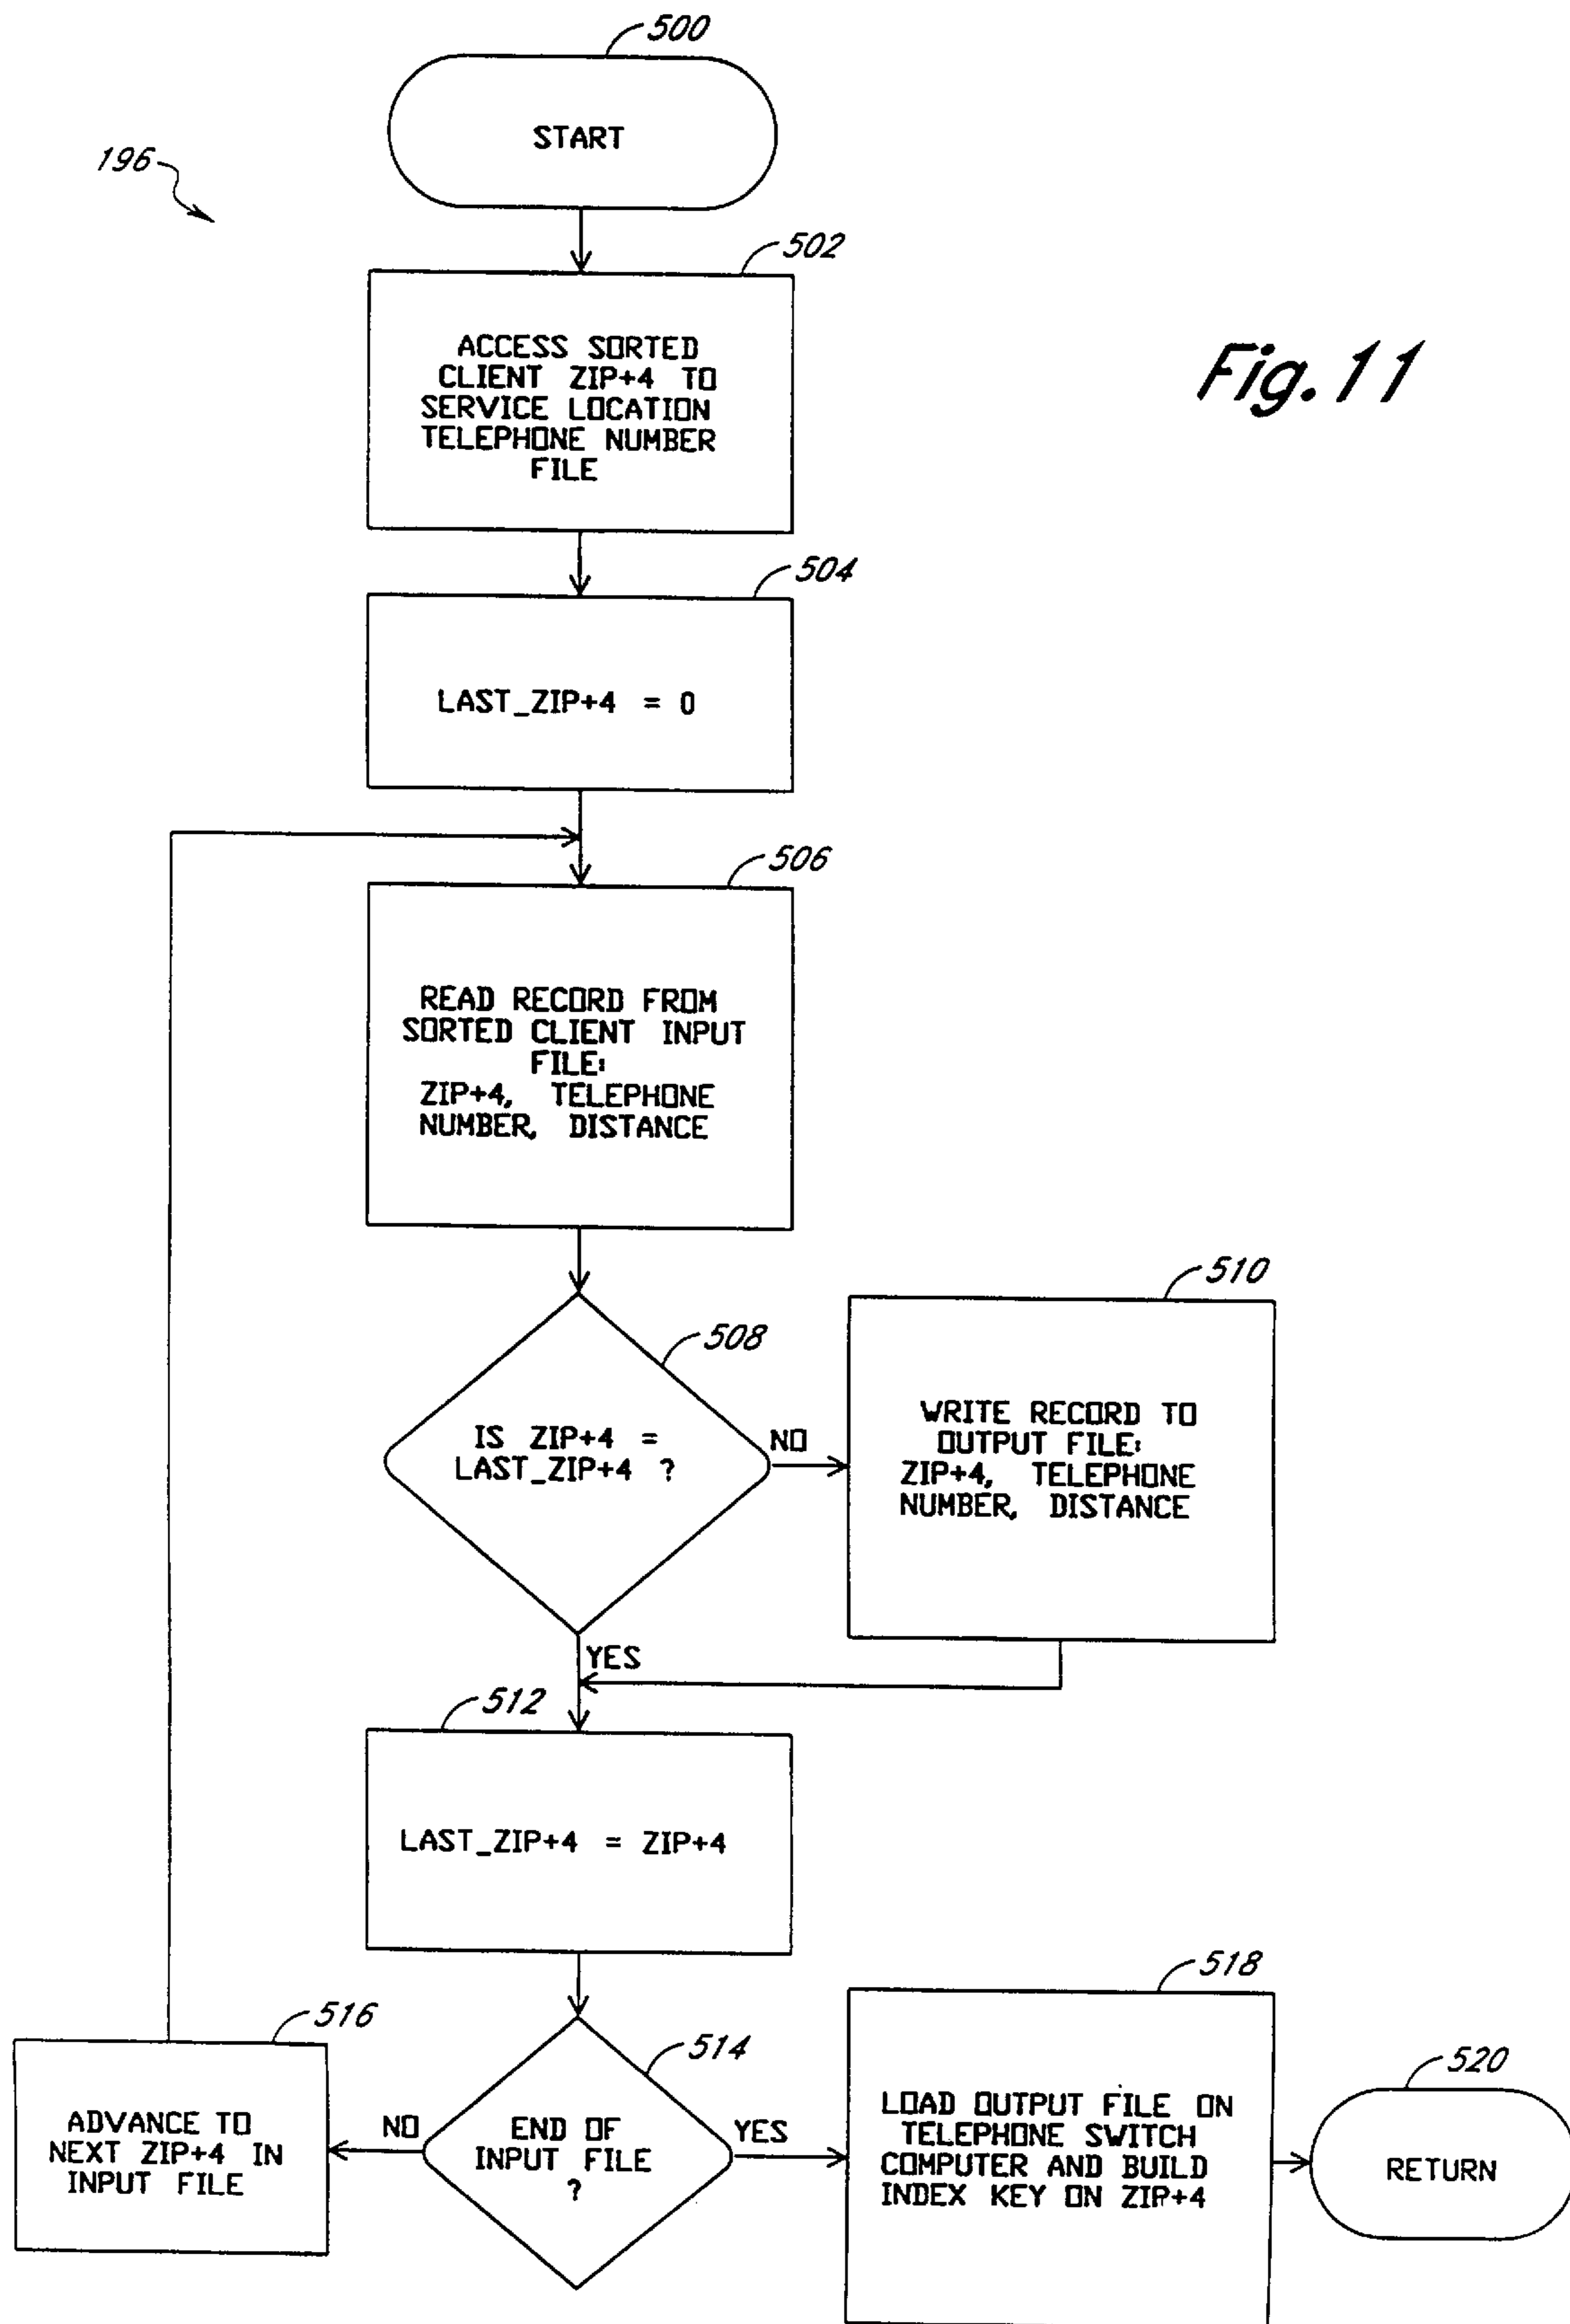 500
START
196
502
ACCESS SORTED
CLIENT ZIP+4 TO
SERVICE LOCATION
TELEPHONE NUMBER
FILE
Fig. 11
504
LAST_ZIP+4 = 0
506
READ RECORD FROM
SORTED CLIENT INPUT
FILE:
ZIP+4, TELEPHONE
NUMBER, DISTANCE
508
IS ZIP+4 =
LAST_ZIP+4 ?
NO
510
WRITE RECORD TO
OUTPUT FILE:
ZIP+4, TELEPHONE
NUMBER, DISTANCE
YES
512
LAST_ZIP+4 = ZIP+4
514
END OF
INPUT FILE
?
NO
516
ADVANCE TO
NEXT ZIP+4 IN
INPUT FILE
YES
518
LOAD OUTPUT FILE ON
TELEPHONE SWITCH
COMPUTER AND BUILD
INDEX KEY ON ZIP+4
520
RETURN